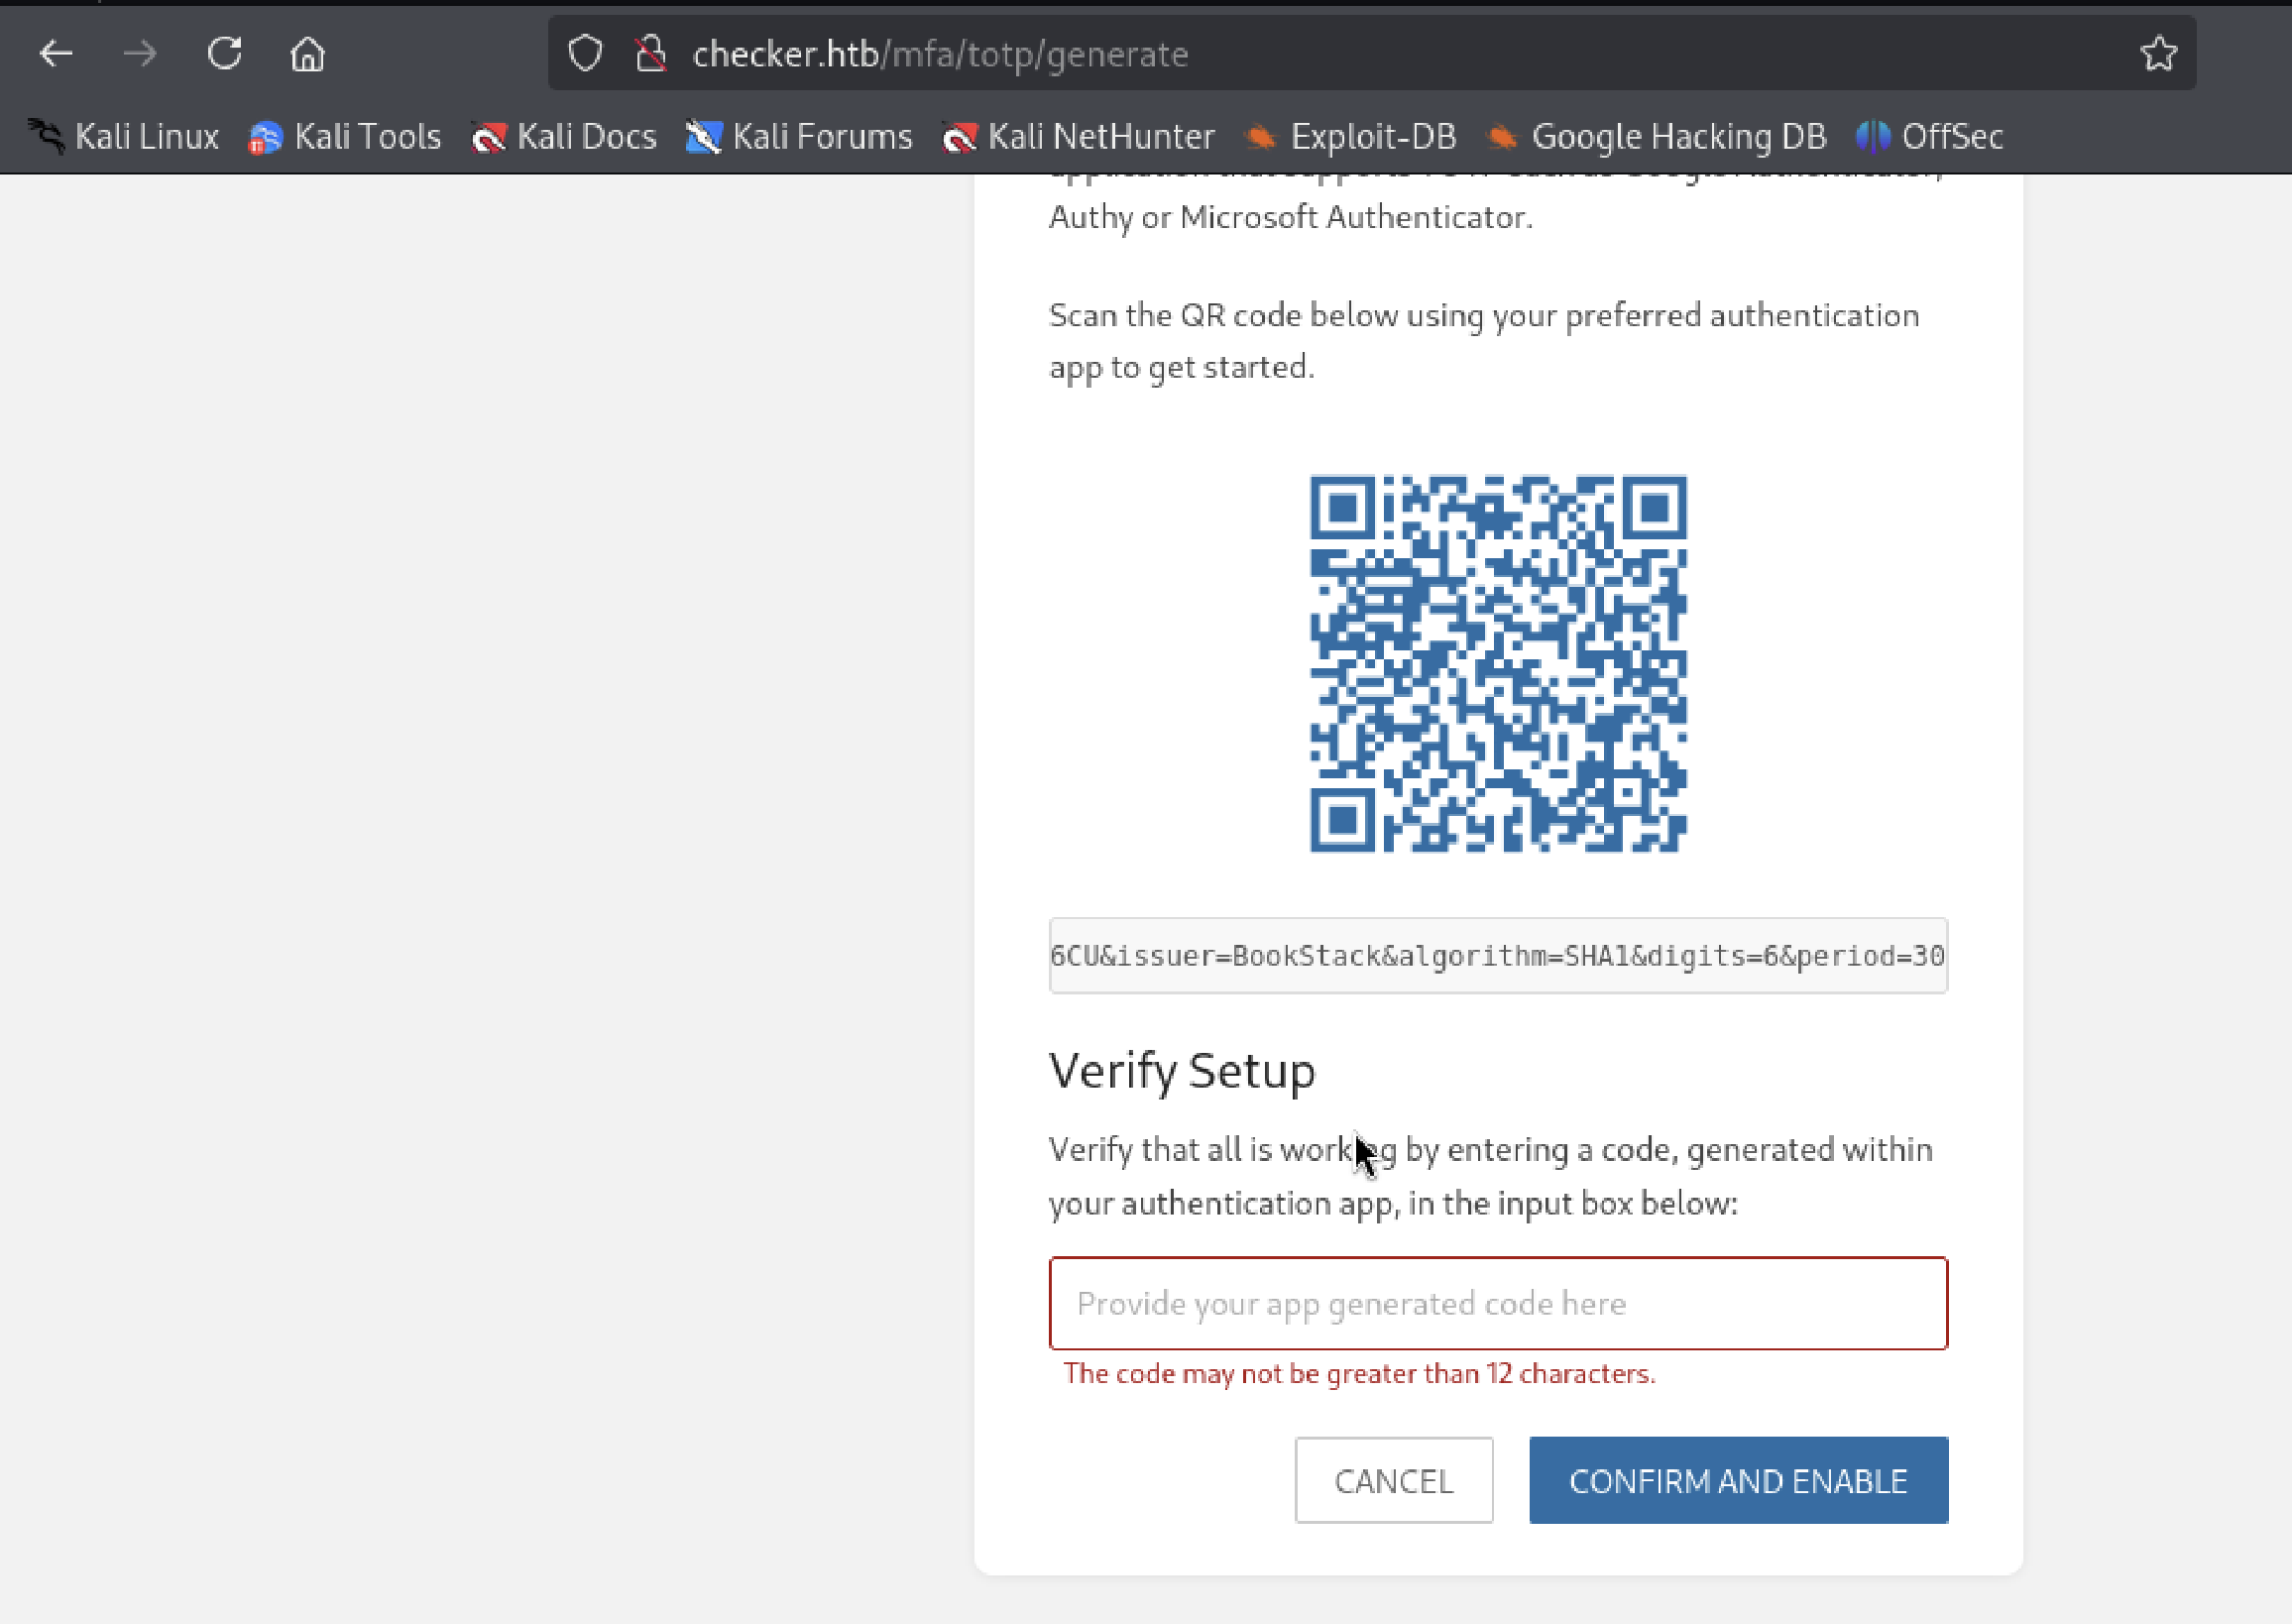 checker.htb/mfa/totp/generate
Kali Linux Kali Tools Kali Docs Kali Forums Kali NetHunter Exploit-DB Google Hacking DB OffSec
Authy or Microsoft Authenticator.
Scan the QR code below using your preferred authentication
app to get started.
6CU&issuer=BookStack&algorithm=SHA1&digits=6&period=30
Verify Setup
Verify that all is working by entering a code, generated within
your authentication app, in the input box below:
Provide your app generated code here
The code may not be greater than 12 characters.
CANCEL CONFIRM AND ENABLE